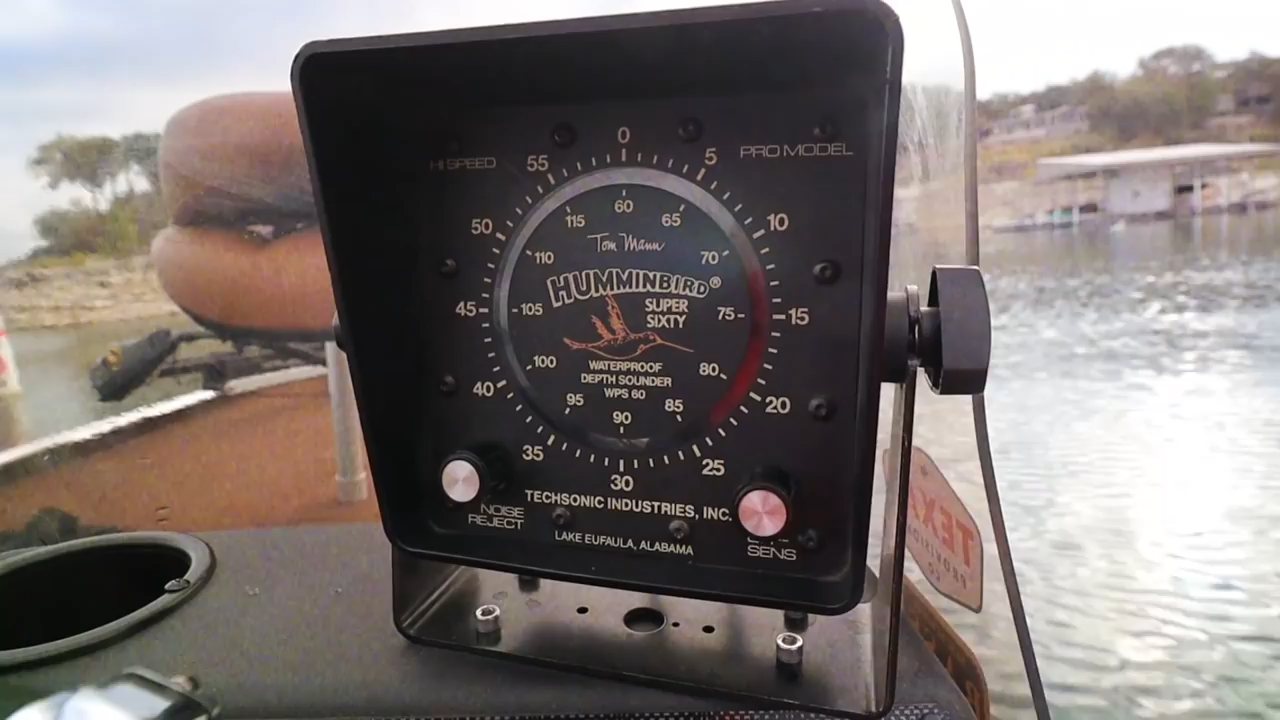 HI SPEED
PRO MODEL
0
5
10
15
20
25
30
35
40
45
50
55
60
65
70
75
80
85
90
95
100
105
110
115
Tom Mann
HUMMINBIRD®
SUPER
SIXTY
WATERPROOF
DEPTH SOUNDER
WPS 60
TECHSONIC INDUSTRIES, INC.
LAKE EUFAULA, ALABAMA
NOISE
REJECT
SENS